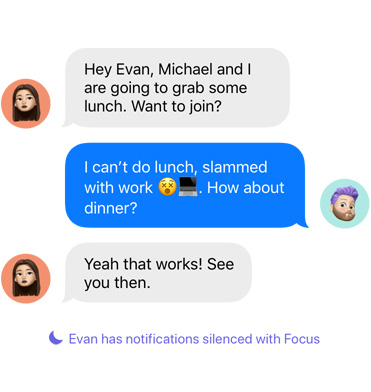 Hey Evan, Michael and I
are going to grab some
lunch. Want to join?
I can’t do lunch, slammed
with work 😵💻. How about
dinner?
Yeah that works! See
you then.
Evan has notifications silenced with Focus